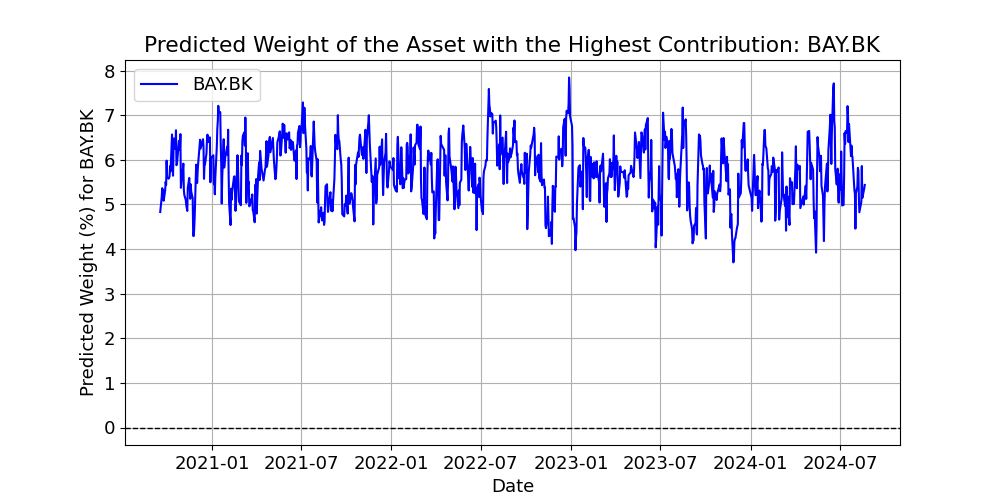 Predicted Weight of the Asset with the Highest Contribution: BAY.BK
BAY.BK
Predicted Weight (%) for BAY.BK
8
7
6
5
4
3
2
1
0
2021-01 2021-07 2022-01 2022-07 2023-01 2023-07 2024-01 2024-07
Date